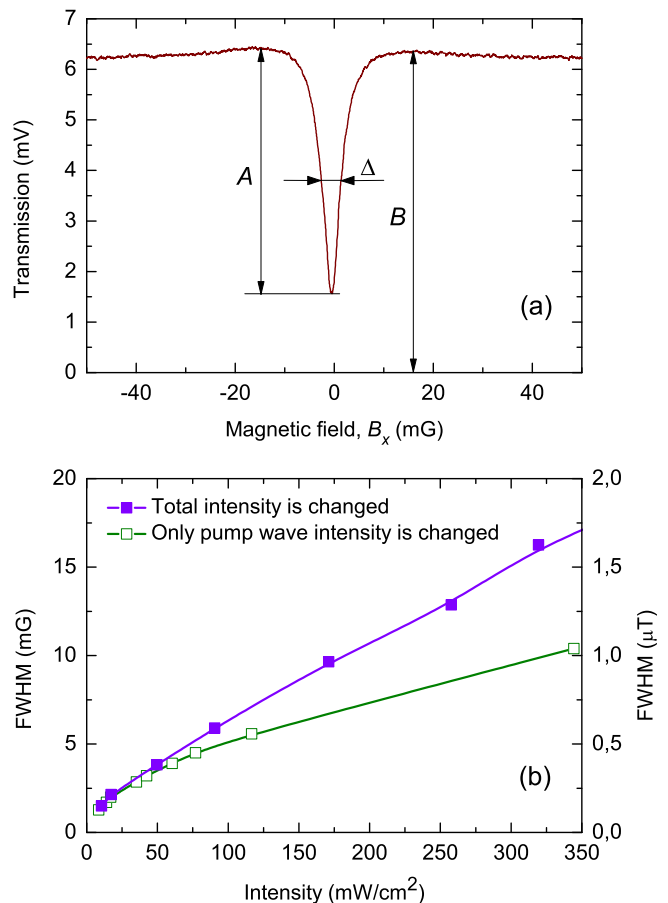 7
6
5
4
3
2
1
0
Transmission (mV)
A
Δ
B
(a)
-40 -20 0 20 40
Magnetic field, Bₓ (mG)
20
15
10
5
0
FWHM (mG)
Total intensity is changed
Only pump wave intensity is changed
(b)
2,0
1,5
1,0
0,5
0,0
FWHM (μT)
0 50 100 150 200 250 300 350
Intensity (mW/cm²)